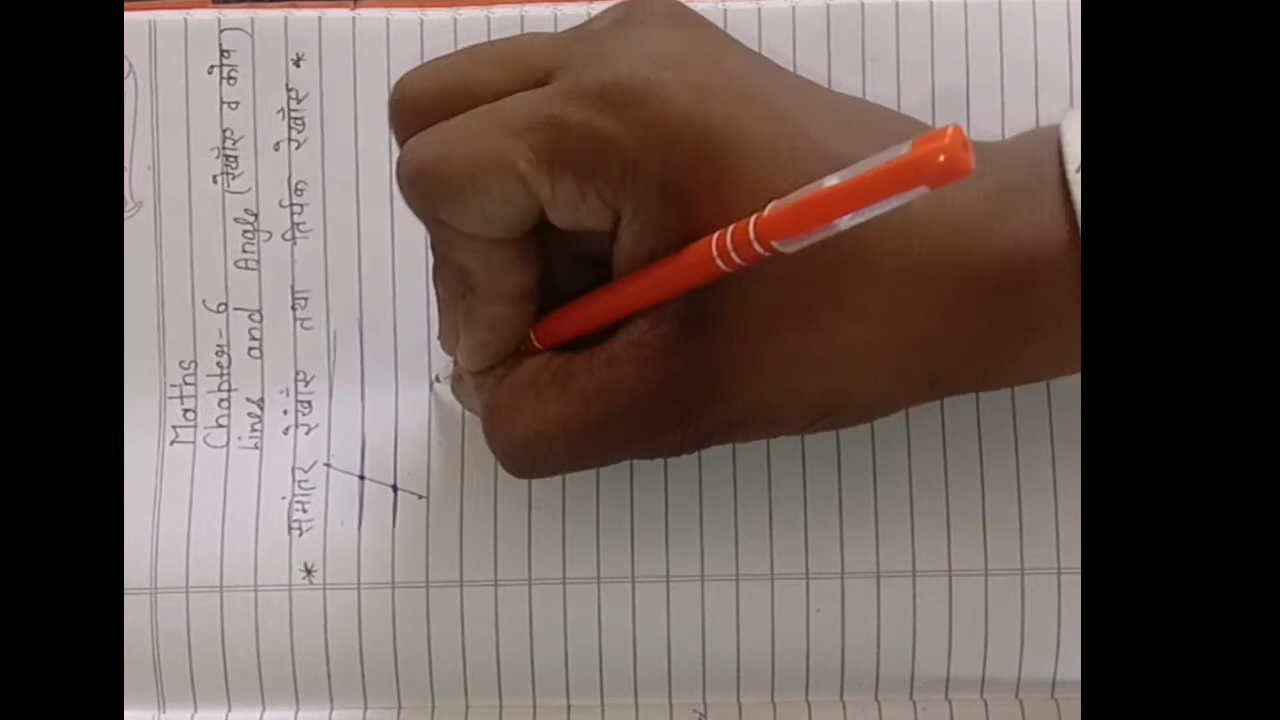 Maths
Chapter-6
Lines and Angle (रेखाँए व कोण)
* समांतर रेखाँए तथा तिर्यक रेखाँए *